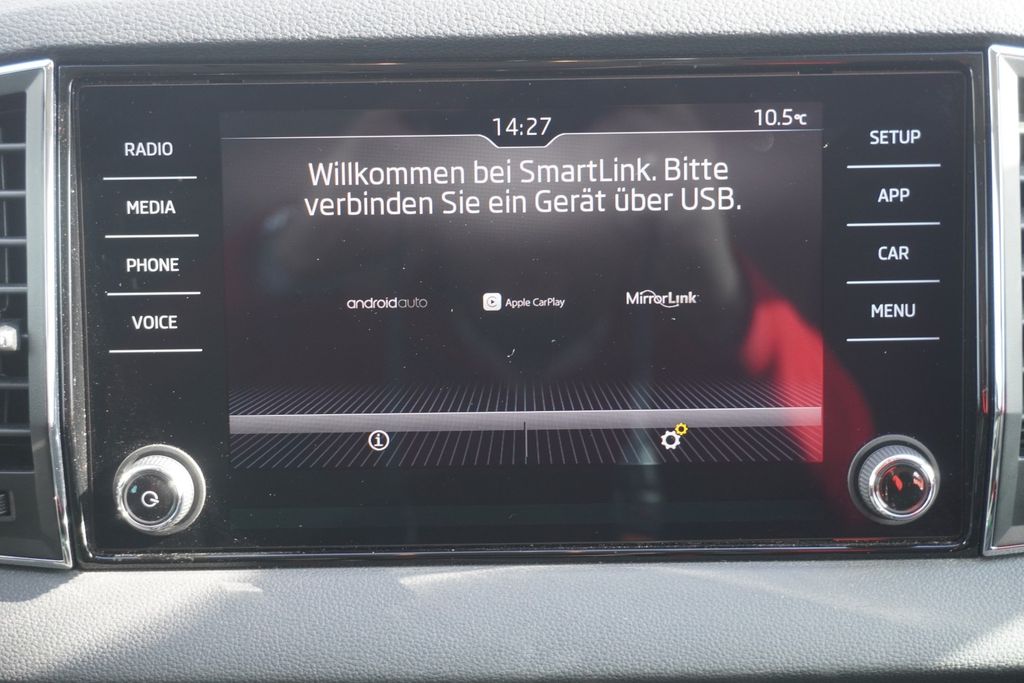 14:27
10.5°C
RADIO
MEDIA
PHONE
VOICE
Willkommen bei SmartLink. Bitte
verbinden Sie ein Gerät über USB.
androidauto
Apple CarPlay
MirrorLink
SETUP
APP
CAR
MENU